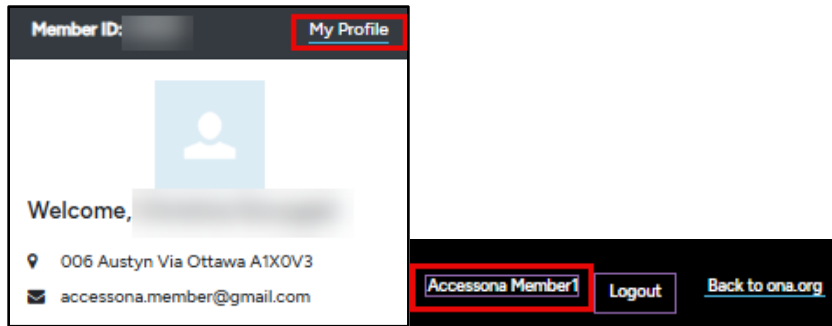 Member ID:
My Profile
Welcome,
006 Austyn Via Ottawa A1X0V3
accessona.member@gmail.com
Accessona Member1
Logout
Back to ona.org